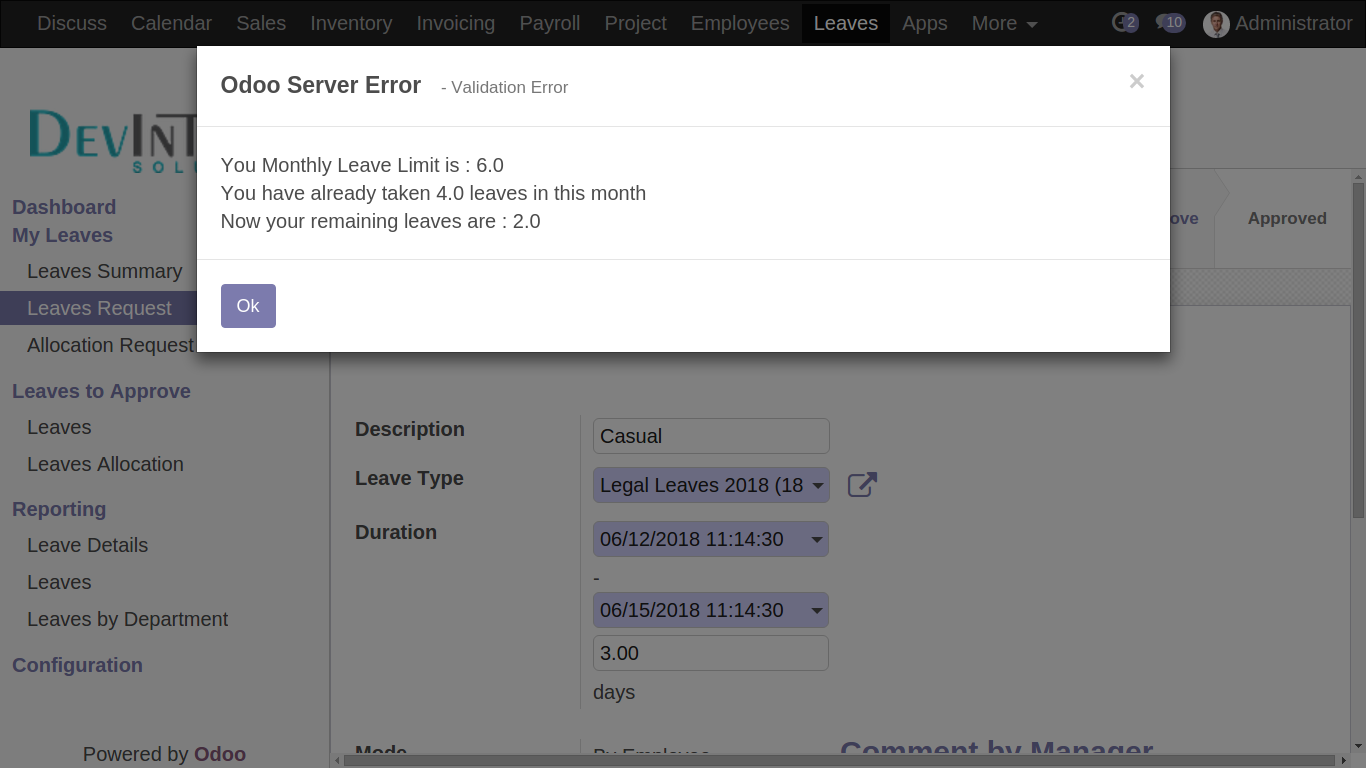 Discuss Calendar Sales Inventory Invoicing Payroll Project Employees Leaves Apps More 2 10 Administrator
Odoo Server Error - Validation Error ×
You Monthly Leave Limit is : 6.0
You have already taken 4.0 leaves in this month
Now your remaining leaves are : 2.0
Ok
DEVINT
SOLU
Dashboard
My Leaves
Leaves Summary
Leaves Request
Allocation Request
Leaves to Approve
Leaves
Leaves Allocation
Reporting
Leave Details
Leaves
Leaves by Department
Configuration
Powered by Odoo
ove Approved
Description Casual
Leave Type Legal Leaves 2018 (18
Duration 06/12/2018 11:14:30
-
06/15/2018 11:14:30
3.00
days
Mode By Employee Comment by Manager